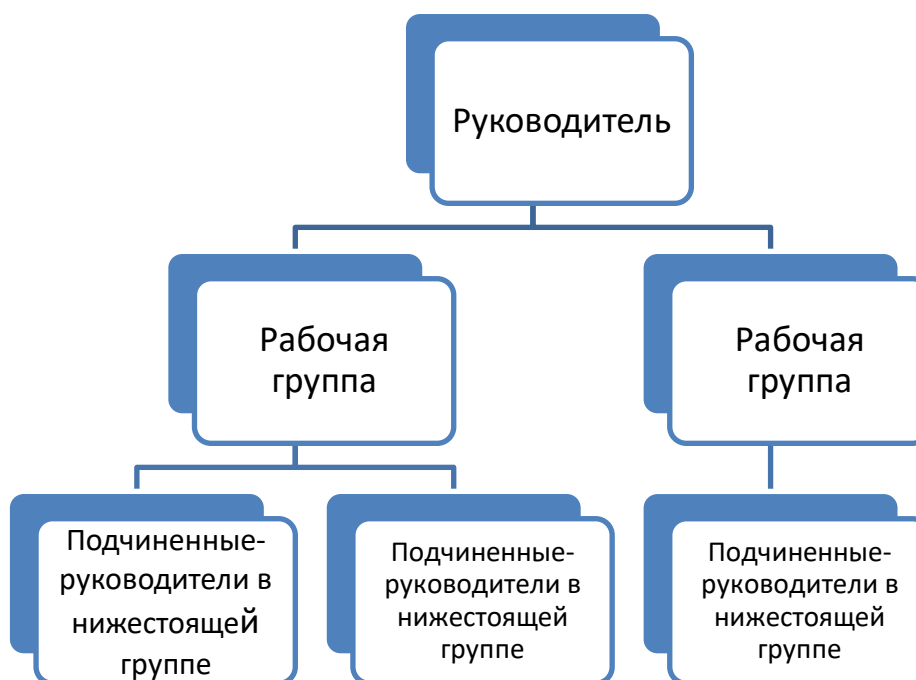 Руководитель
Рабочая
группа
Рабочая
группа
Подчиненные-
руководители в
нижестоящей
группе
Подчиненные-
руководители в
нижестоящей
группе
Подчиненные-
руководители в
нижестоящей
группе